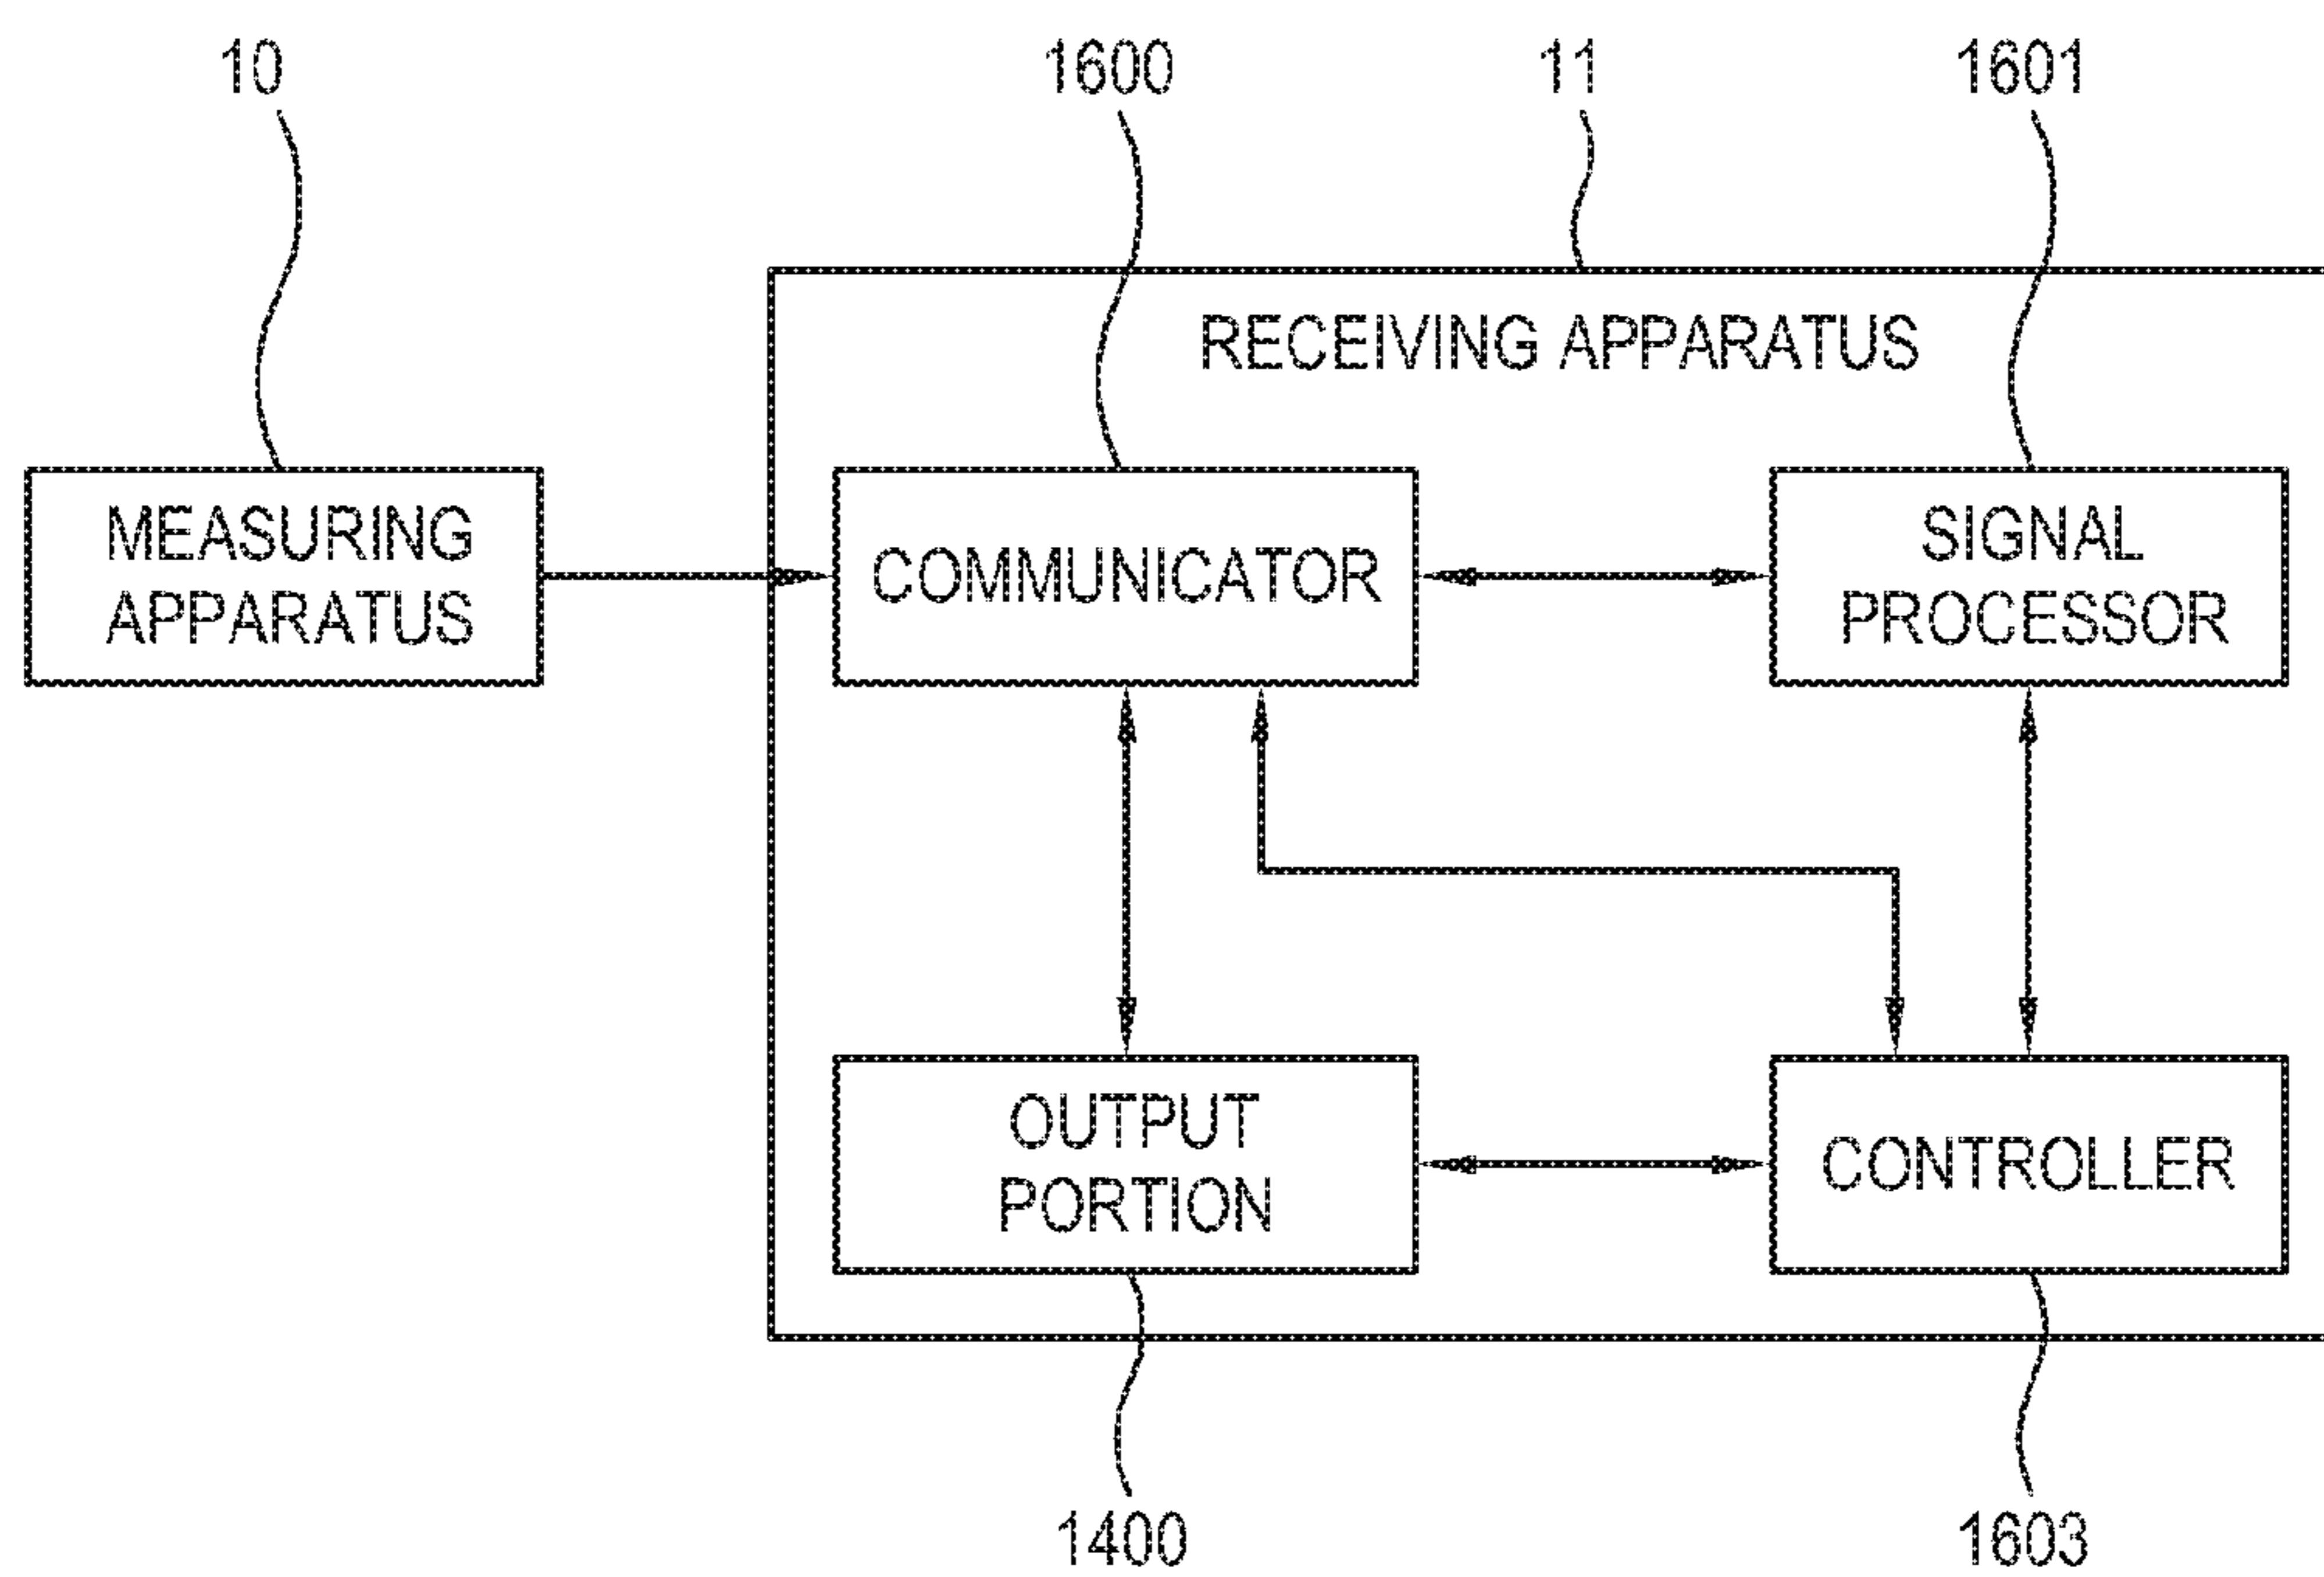 10
1600
11
1601
RECEIVING APPARATUS
MEASURING
APPARATUS
COMMUNICATOR
SIGNAL
PROCESSOR
OUTPUT
PORTION
CONTROLLER
1400
1603